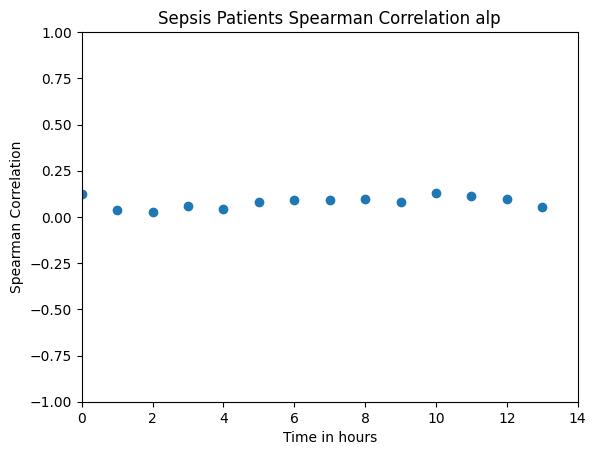 Sepsis Patients Spearman Correlation alp
1.00
0.75
0.50
0.25
0.00
−0.25
−0.50
−0.75
−1.00
Spearman Correlation
0 2 4 6 8 10 12 14
Time in hours